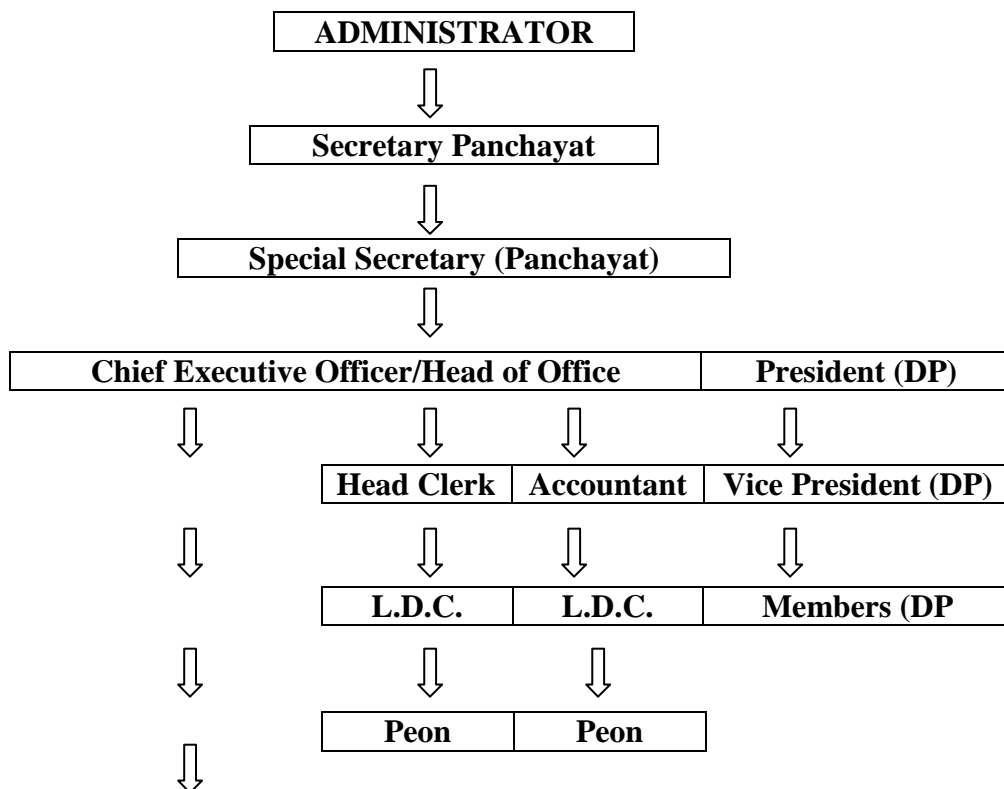 ADMINISTRATOR
Secretary Panchayat
Special Secretary (Panchayat)
Chief Executive Officer/Head of Office President (DP)
Head Clerk Accountant Vice President (DP)
L.D.C. L.D.C. Members (DP
Peon Peon